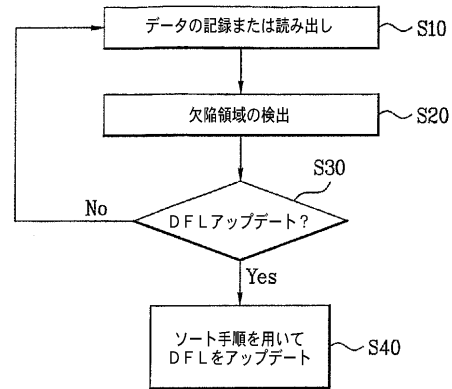 データの記録または読み出し
S10
欠陥領域の検出
S20
S30
DFLアップデート?
No
Yes
ソート手順を用いて
DFLをアップデート
S40